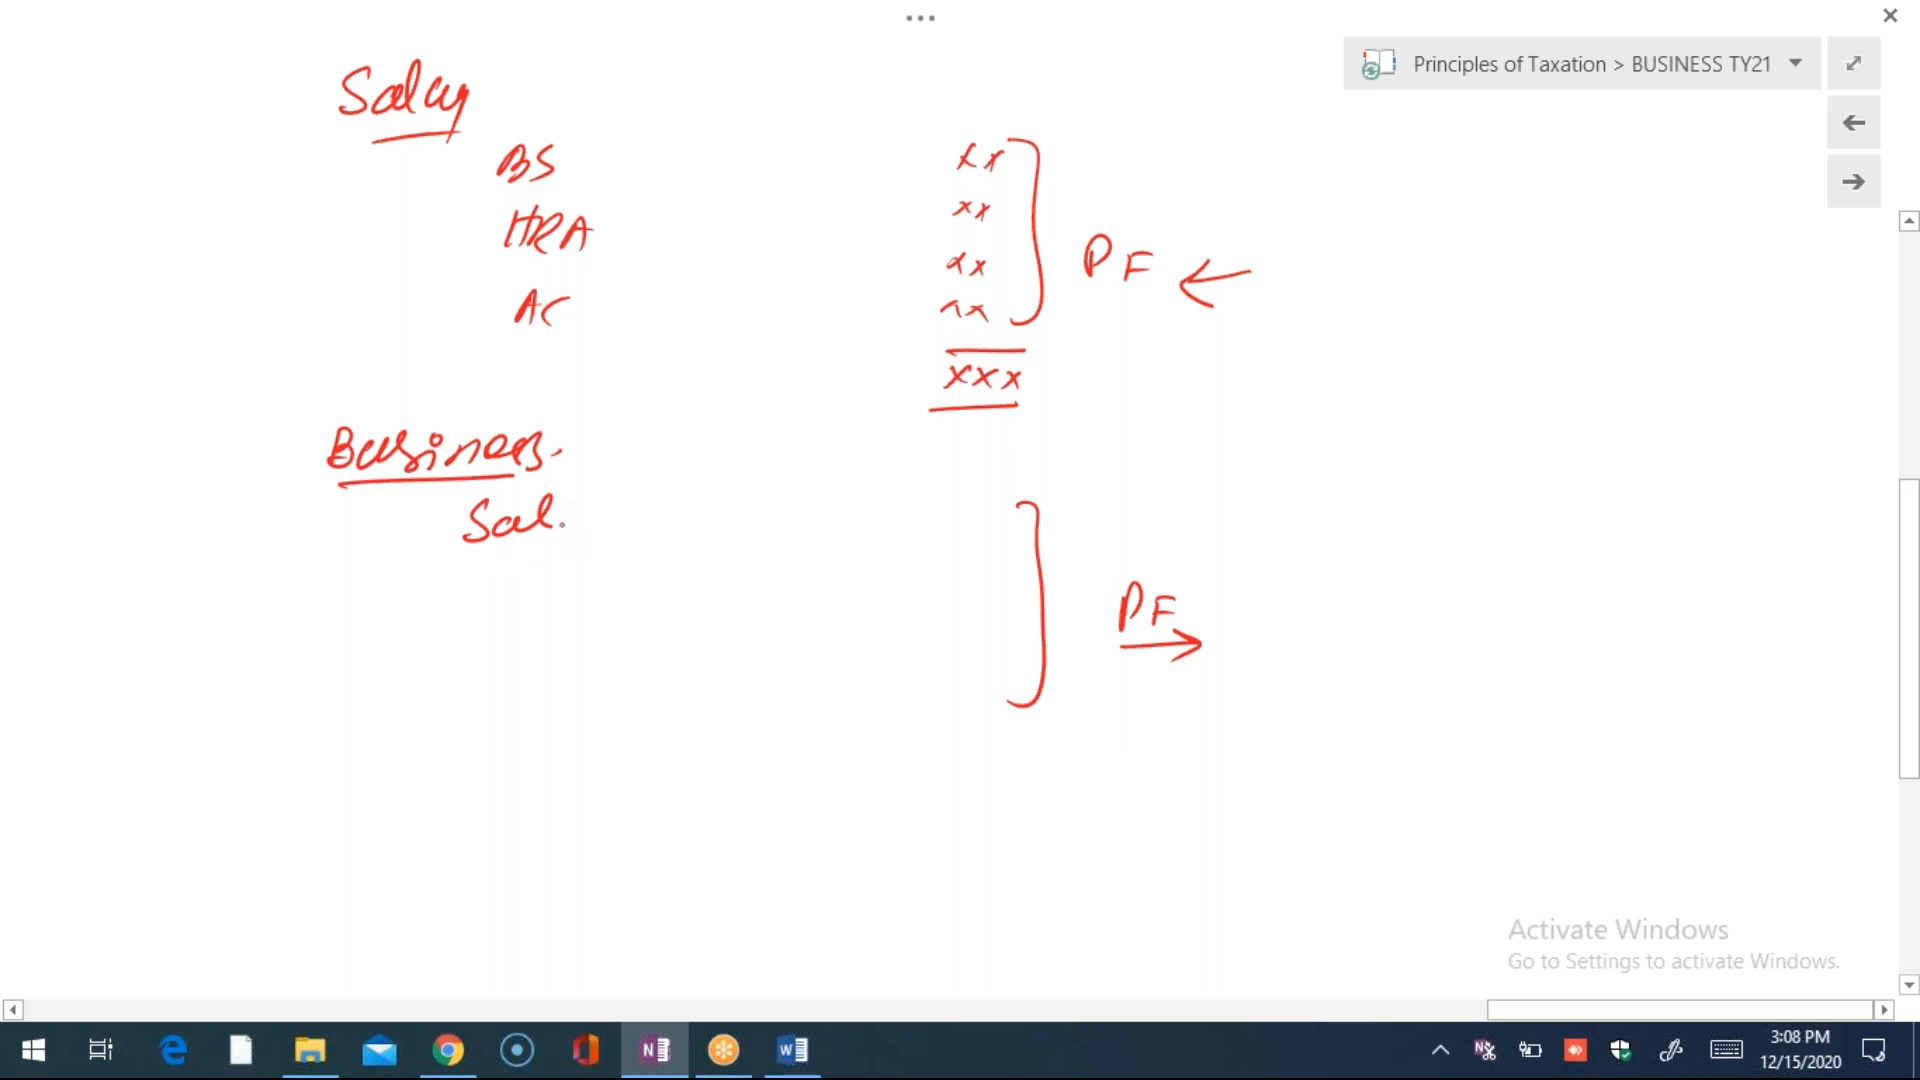 Principles of Taxation > BUSINESS TY21
Salary
BS
xx
HRA
xx
PF
xx
AC
xx
xxx
Business
Sal
PF
Activate Windows
Go to Settings to activate Windows.
3:08 PM
12/15/2020